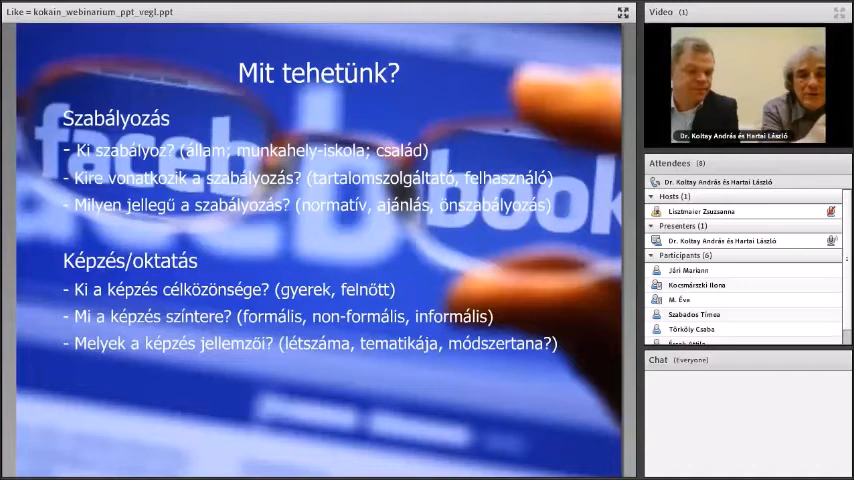 Like = kokain_webinarium_ppt_vegl.ppt
Mit tehetünk?
Szabályozás
- Ki szabályoz? (állam; munkahely-iskola; család)
- Kire vonatkozik a szabályozás? (tartalomszolgáltató, felhasználó)
- Milyen jellegű a szabályozás? (normatív, ajánlás, önszabályozás)
Képzés/oktatás
- Ki a képzés célközönsége? (gyerek, felnőtt)
- Mi a képzés színtere? (formális, non-formális, informális)
- Melyek a képzés jellemzői? (létszáma, tematikája, módszertana?)
facebook
Video (1)
Dr. Koltay András és Hartai László
Attendees (8)
Dr. Koltay András és Hartai László
Hosts (1)
Lisztmaier Zsuzsanna
Presenters (1)
Dr. Koltay András és Hartai László
Participants (6)
Jári Mariann
Kocmárszki Ilona
M. Éva
Szabados Tímea
Törköly Csaba
Chat (Everyone)